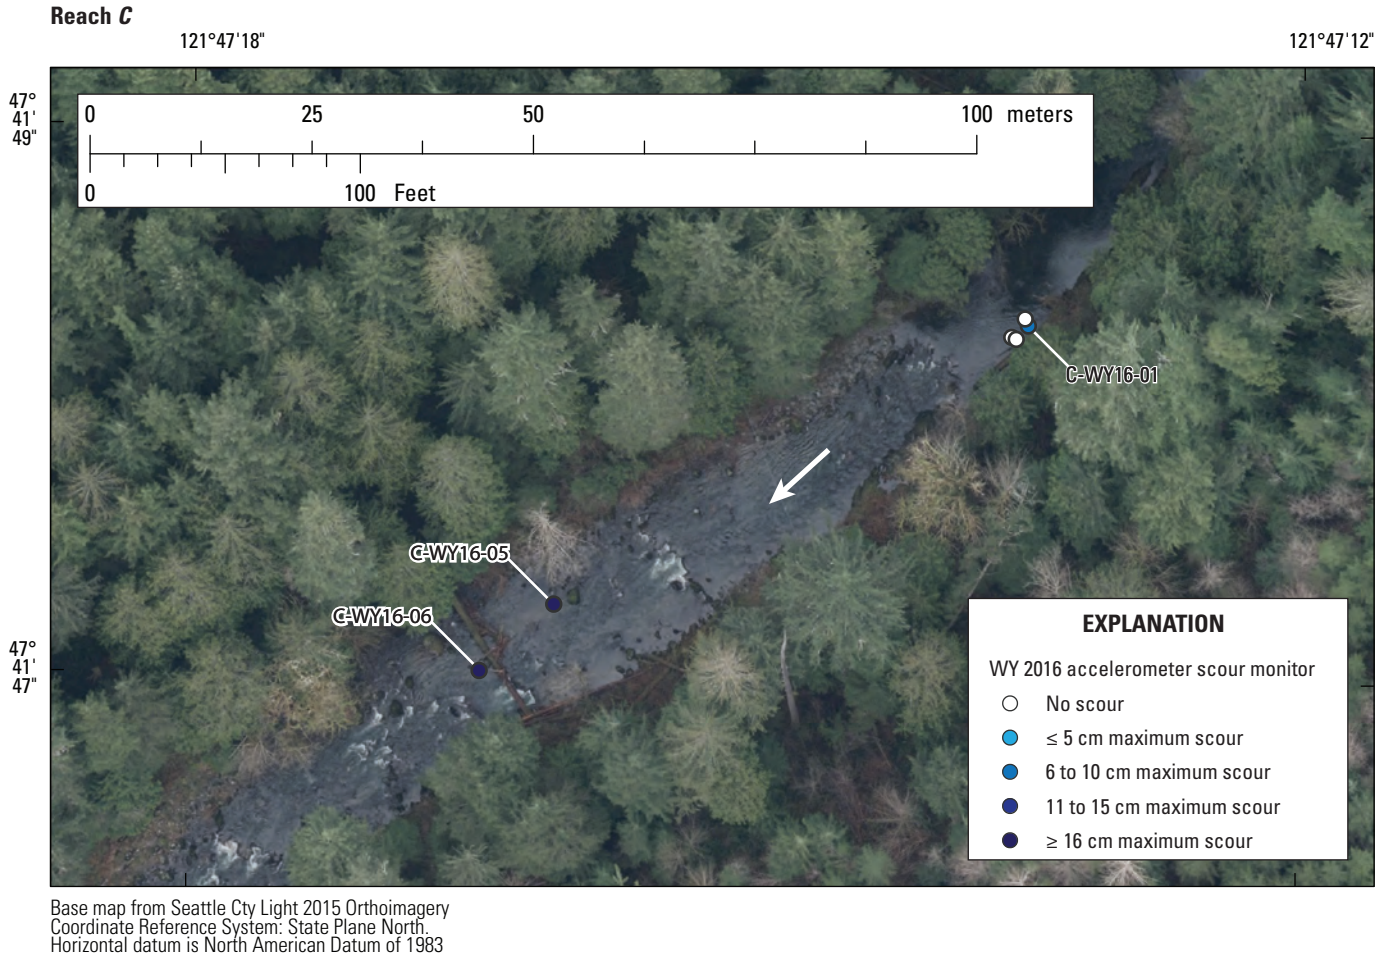 Reach C
121°47'18"
121°47'12"
47°
41'
49"
0 25 50 100 meters
0 100 Feet
C-WY16-01
C-WY16-05
C-WY16-06
47°
41'
47"
EXPLANATION
WY 2016 accelerometer scour monitor
No scour
≤ 5 cm maximum scour
6 to 10 cm maximum scour
11 to 15 cm maximum scour
≥ 16 cm maximum scour
Base map from Seattle Cty Light 2015 Orthoimagery
Coordinate Reference System: State Plane North.
Horizontal datum is North American Datum of 1983